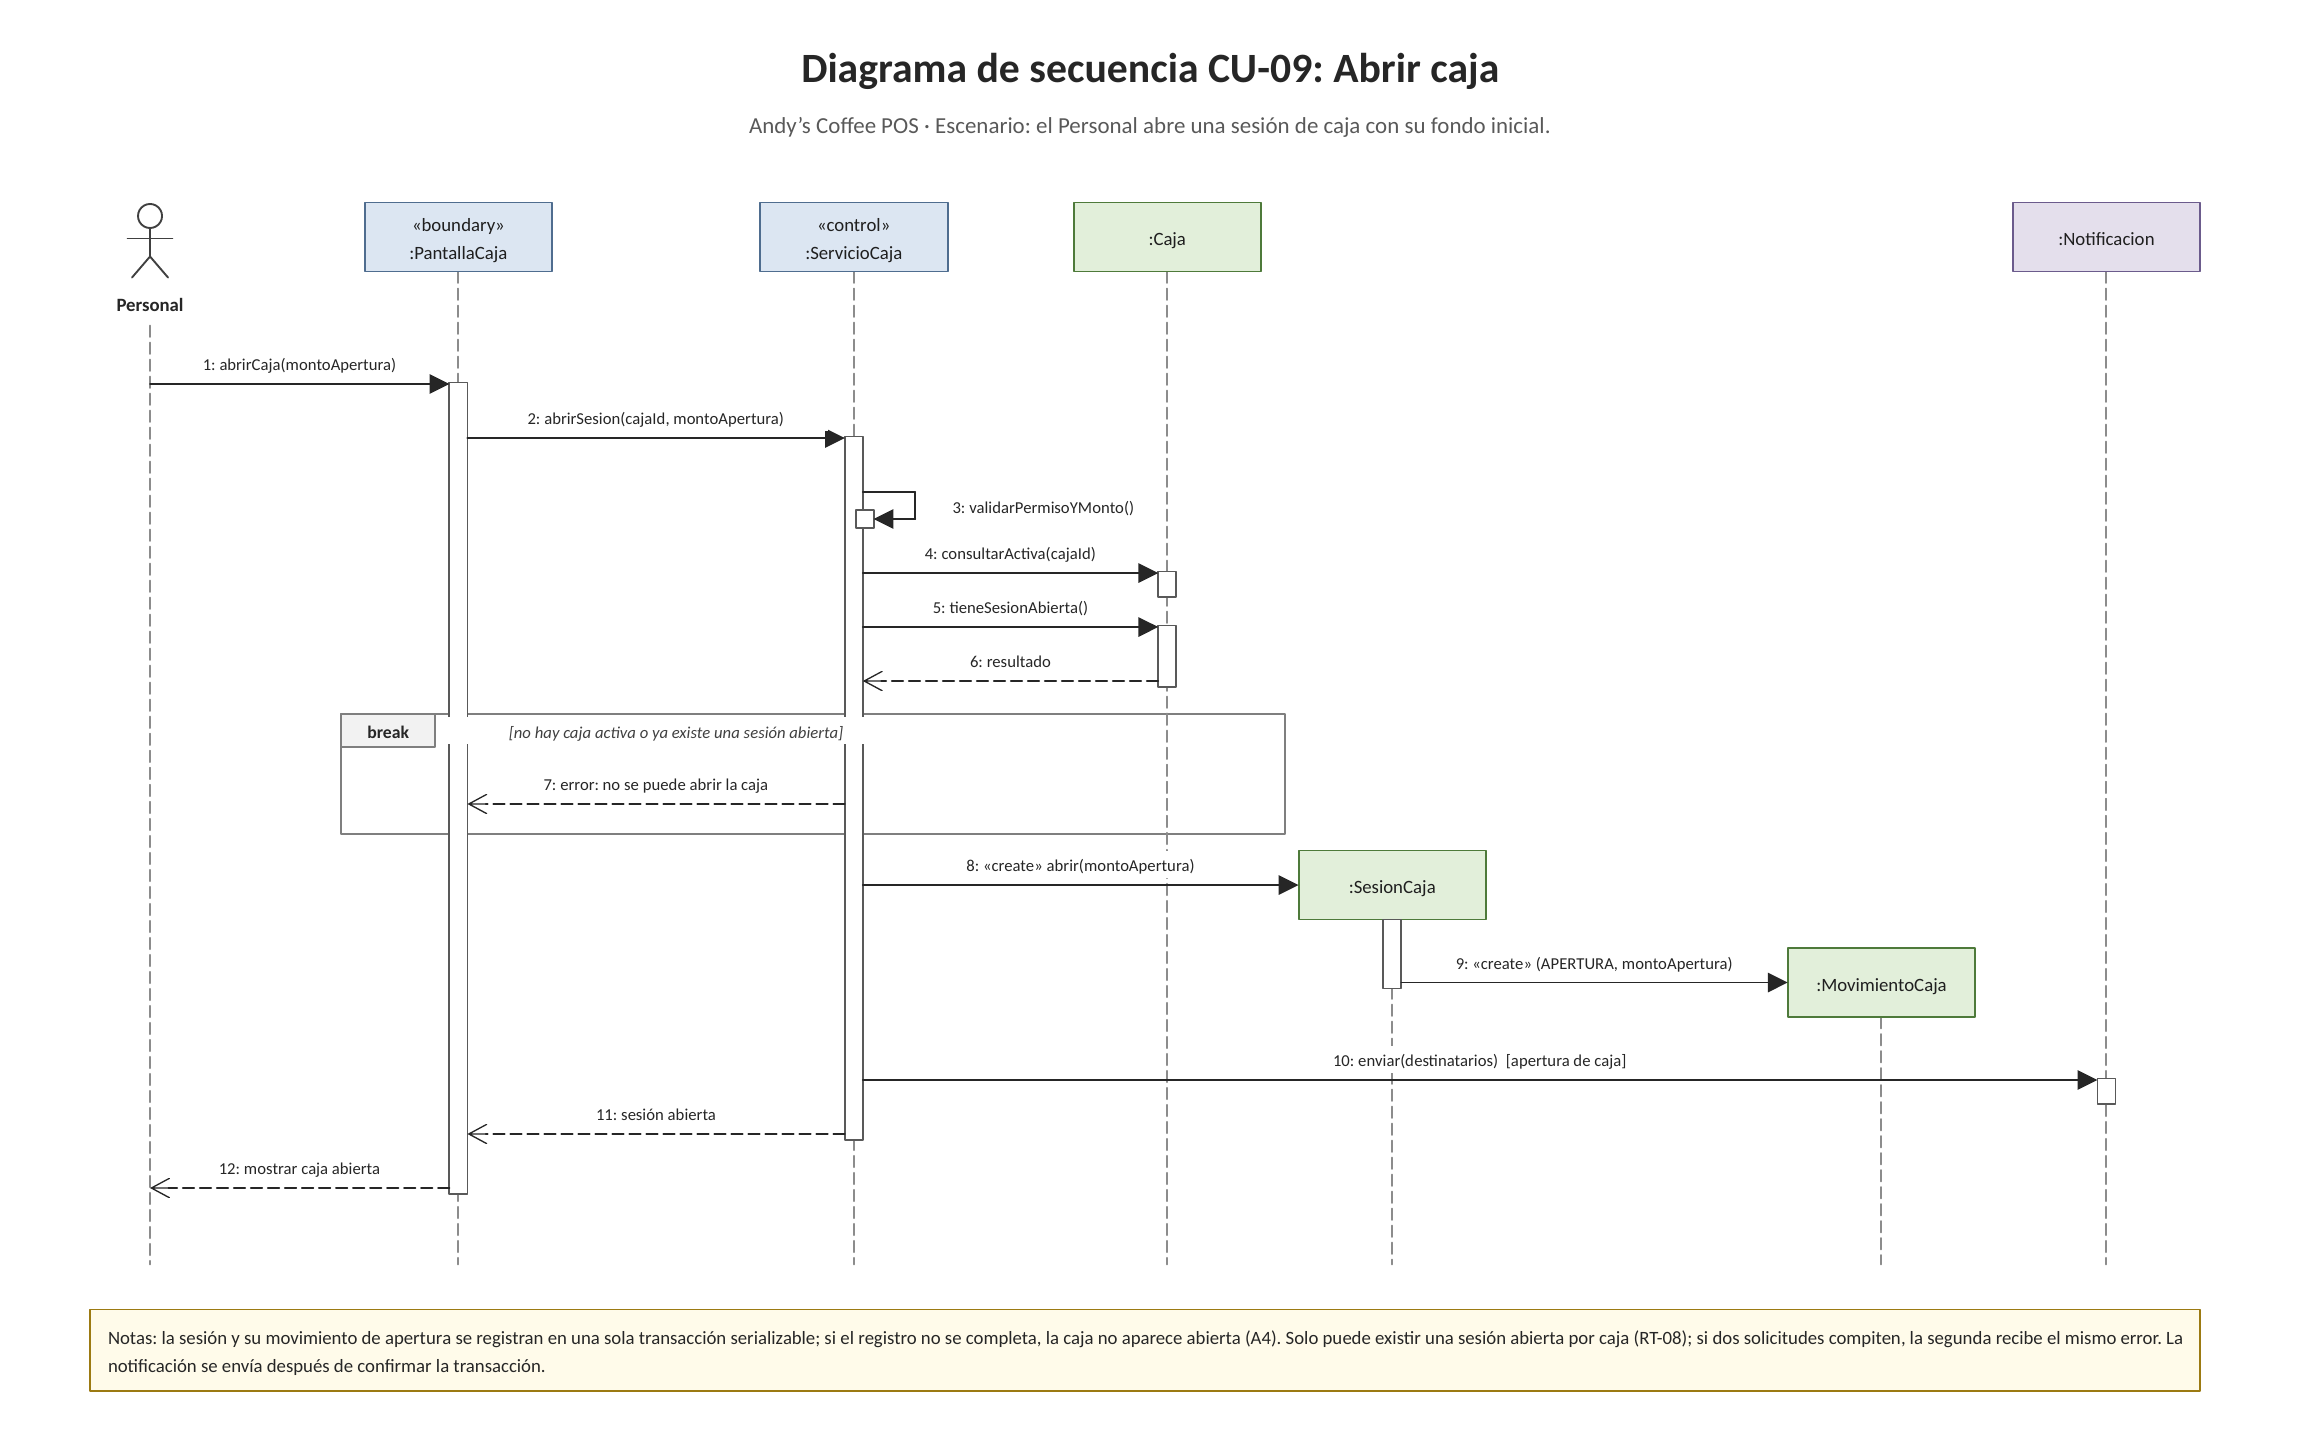 Diagrama de secuencia CU-09: Abrir caja
Andy’s Coffee POS · Escenario: el Personal abre una sesión de caja con su fondo inicial.
«boundary»
:PantallaCaja
«control»
:ServicioCaja
:Caja
:Notificacion
Personal
1: abrirCaja(montoApertura)
2: abrirSesion(cajaId, montoApertura)
3: validarPermisoYMonto()
4: consultarActiva(cajaId)
5: tieneSesionAbierta()
6: resultado
break
[no hay caja activa o ya existe una sesión abierta]
7: error: no se puede abrir la caja
8: «create» abrir(montoApertura)
:SesionCaja
9: «create» (APERTURA, montoApertura)
:MovimientoCaja
10: enviar(destinatarios) [apertura de caja]
11: sesión abierta
12: mostrar caja abierta
Notas: la sesión y su movimiento de apertura se registran en una sola transacción serializable; si el registro no se completa, la caja no aparece abierta (A4). Solo puede existir una sesión abierta por caja (RT-08); si dos solicitudes compiten, la segunda recibe el mismo error. La
notificación se envía después de confirmar la transacción.